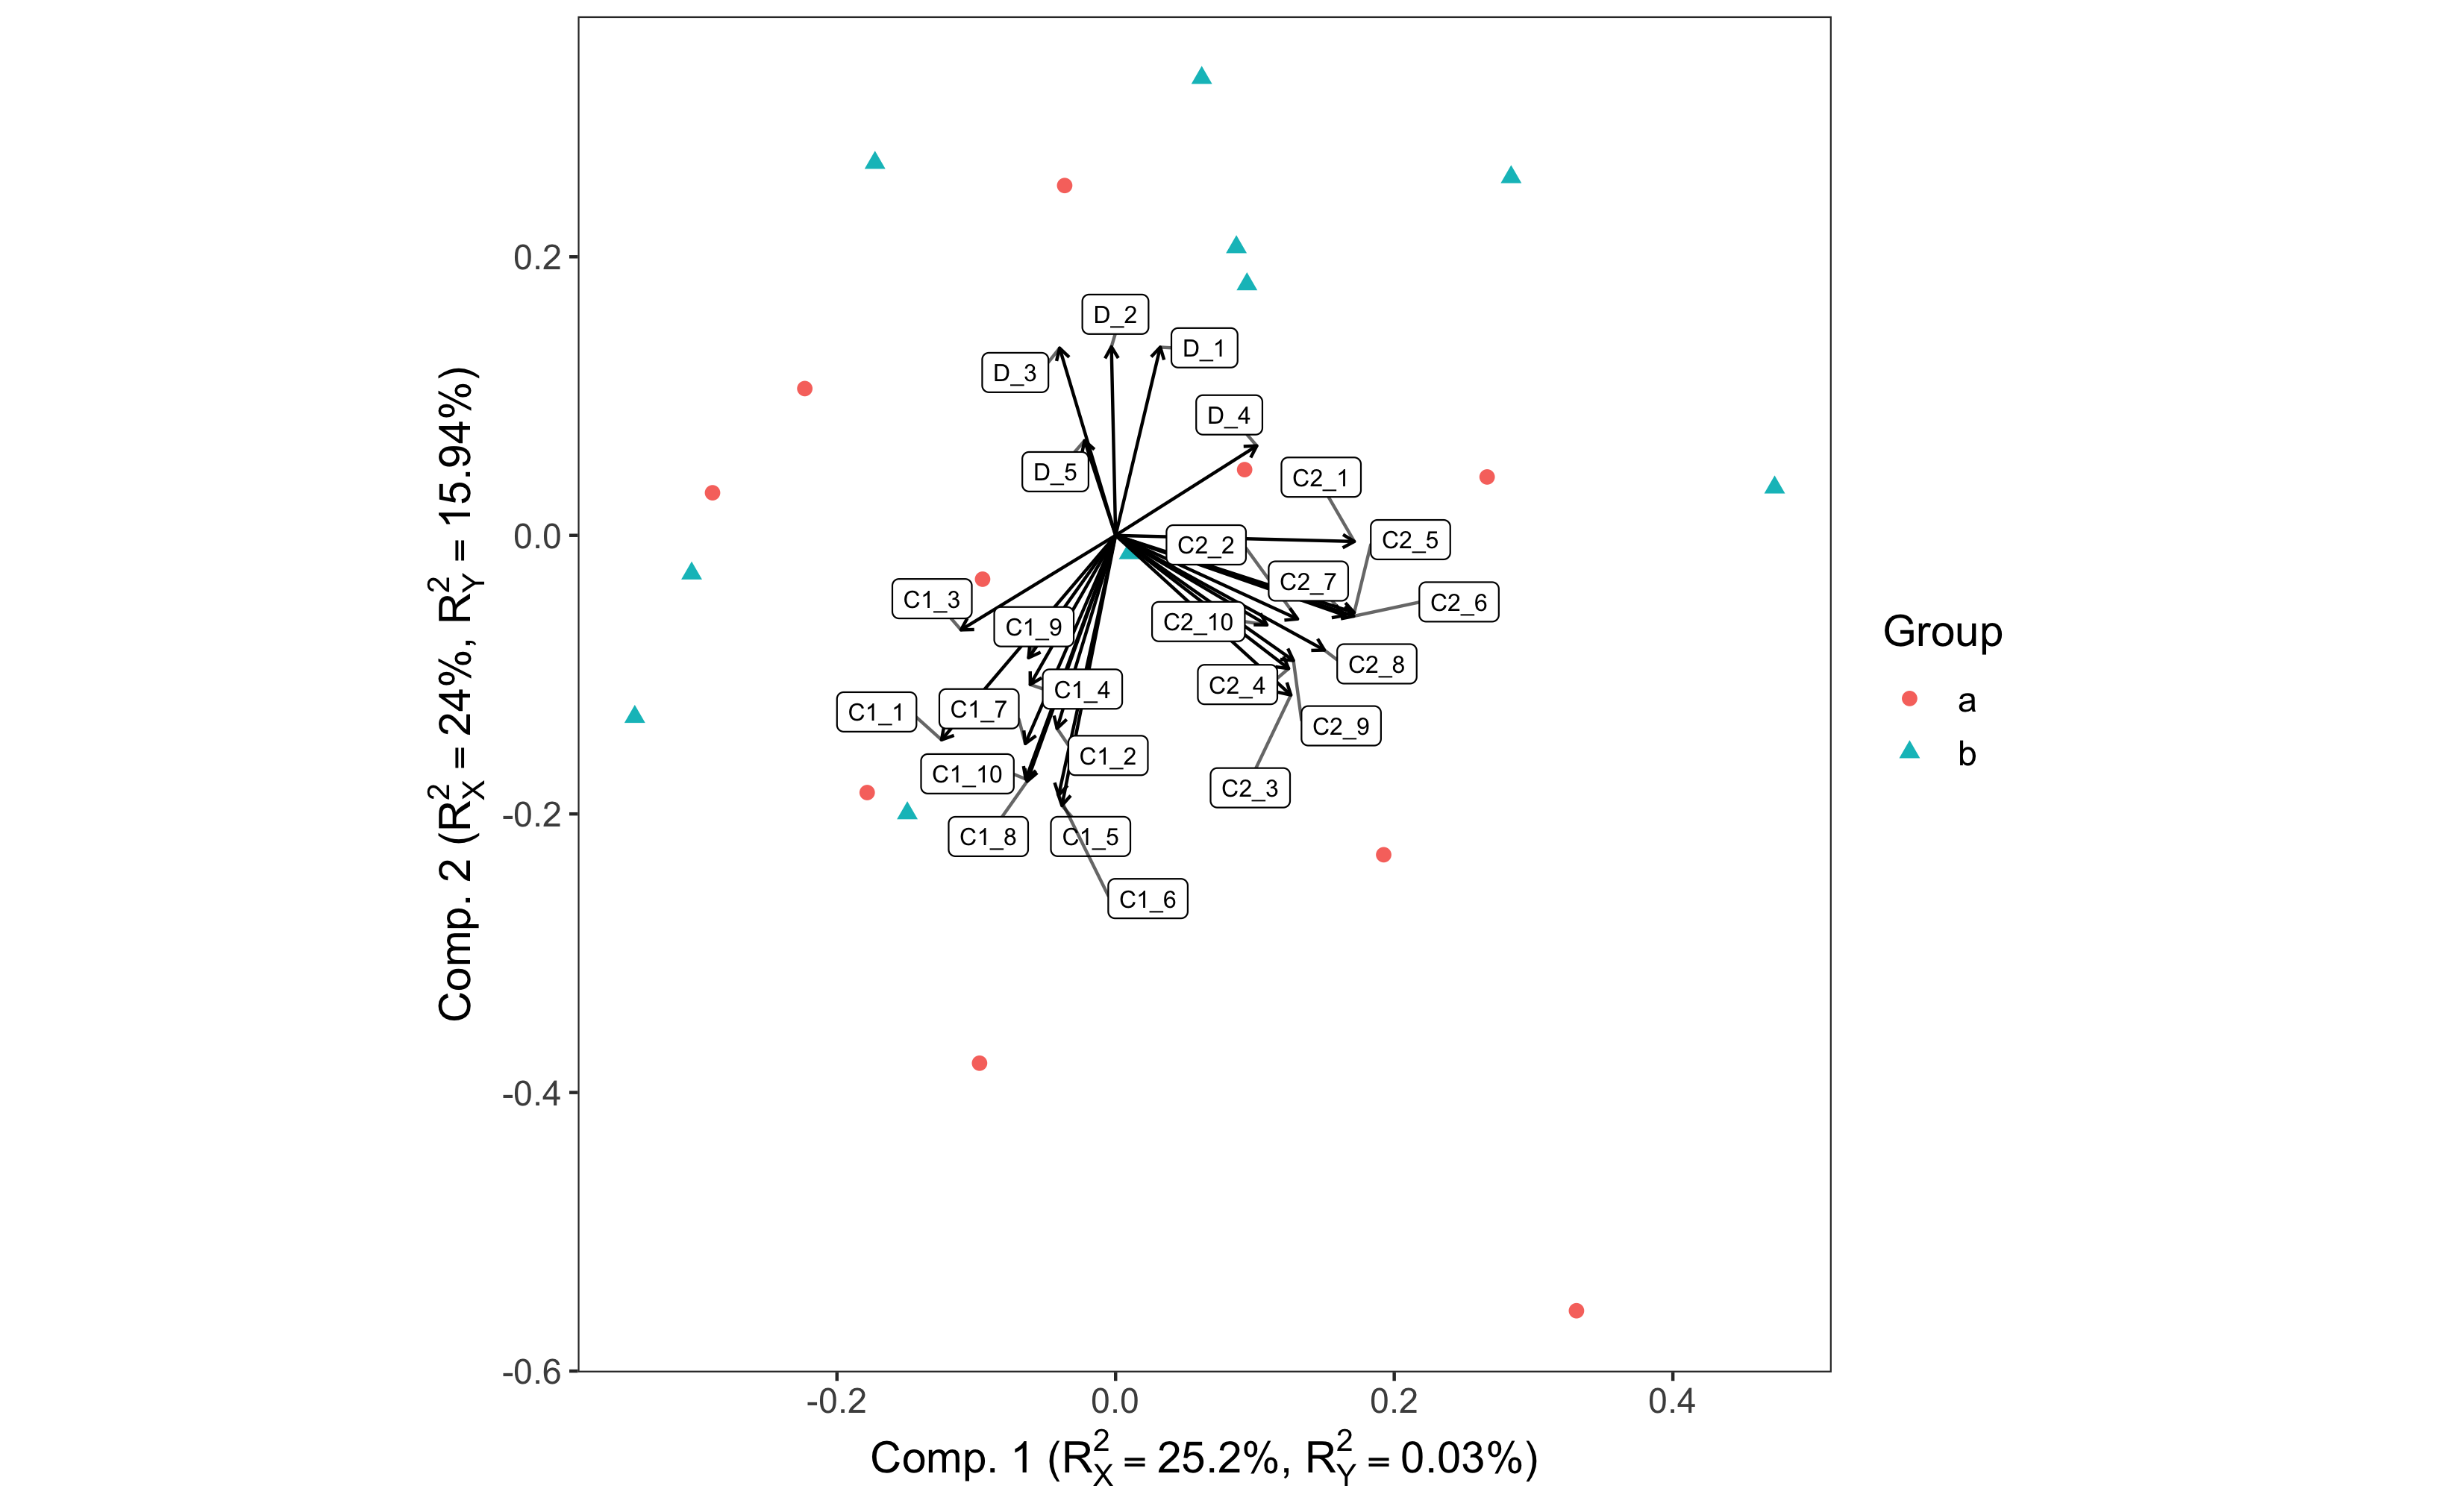 0.2
0.0
-0.2
-0.4
-0.6
Comp. 2 (R²X = 24%, R²Y = 15.94%)
D_2
D_1
D_3
D_4
D_5
C2_1
C2_5
C2_2
C2_7
C2_6
C1_3
C1_9
C2_10
C2_8
C1_4
C2_4
C1_1
C1_7
C2_9
C1_2
C1_10
C2_3
C1_8
C1_5
C1_6
Group
a
b
-0.2
0.0
0.2
0.4
Comp. 1 (R²X = 25.2%, R²Y = 0.03%)